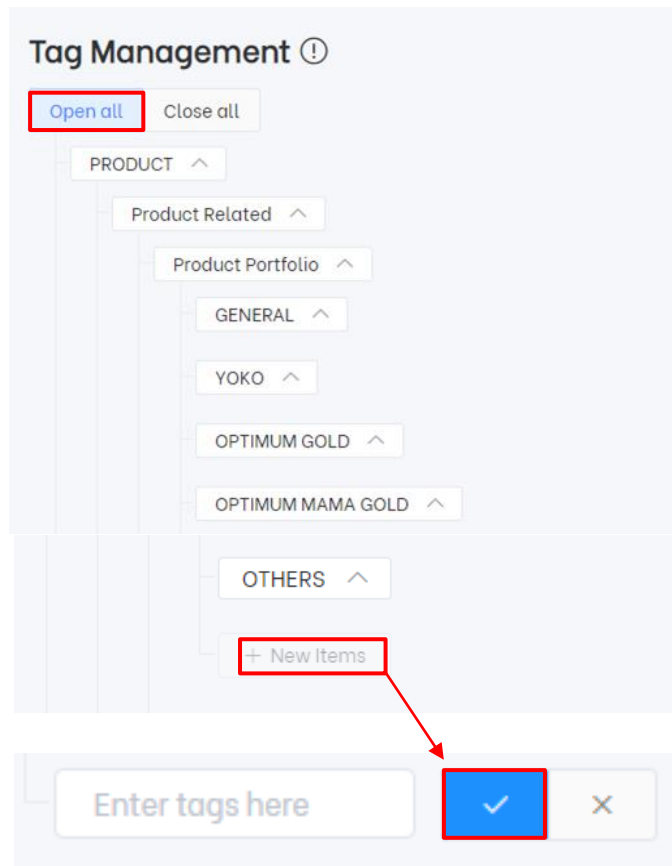 Tag Management
Open all Close all
PRODUCT
Product Related
Product Portfolio
GENERAL
YOKO
OPTIMUM GOLD
OPTIMUM MAMA GOLD
OTHERS
+ New Items
Enter tags here